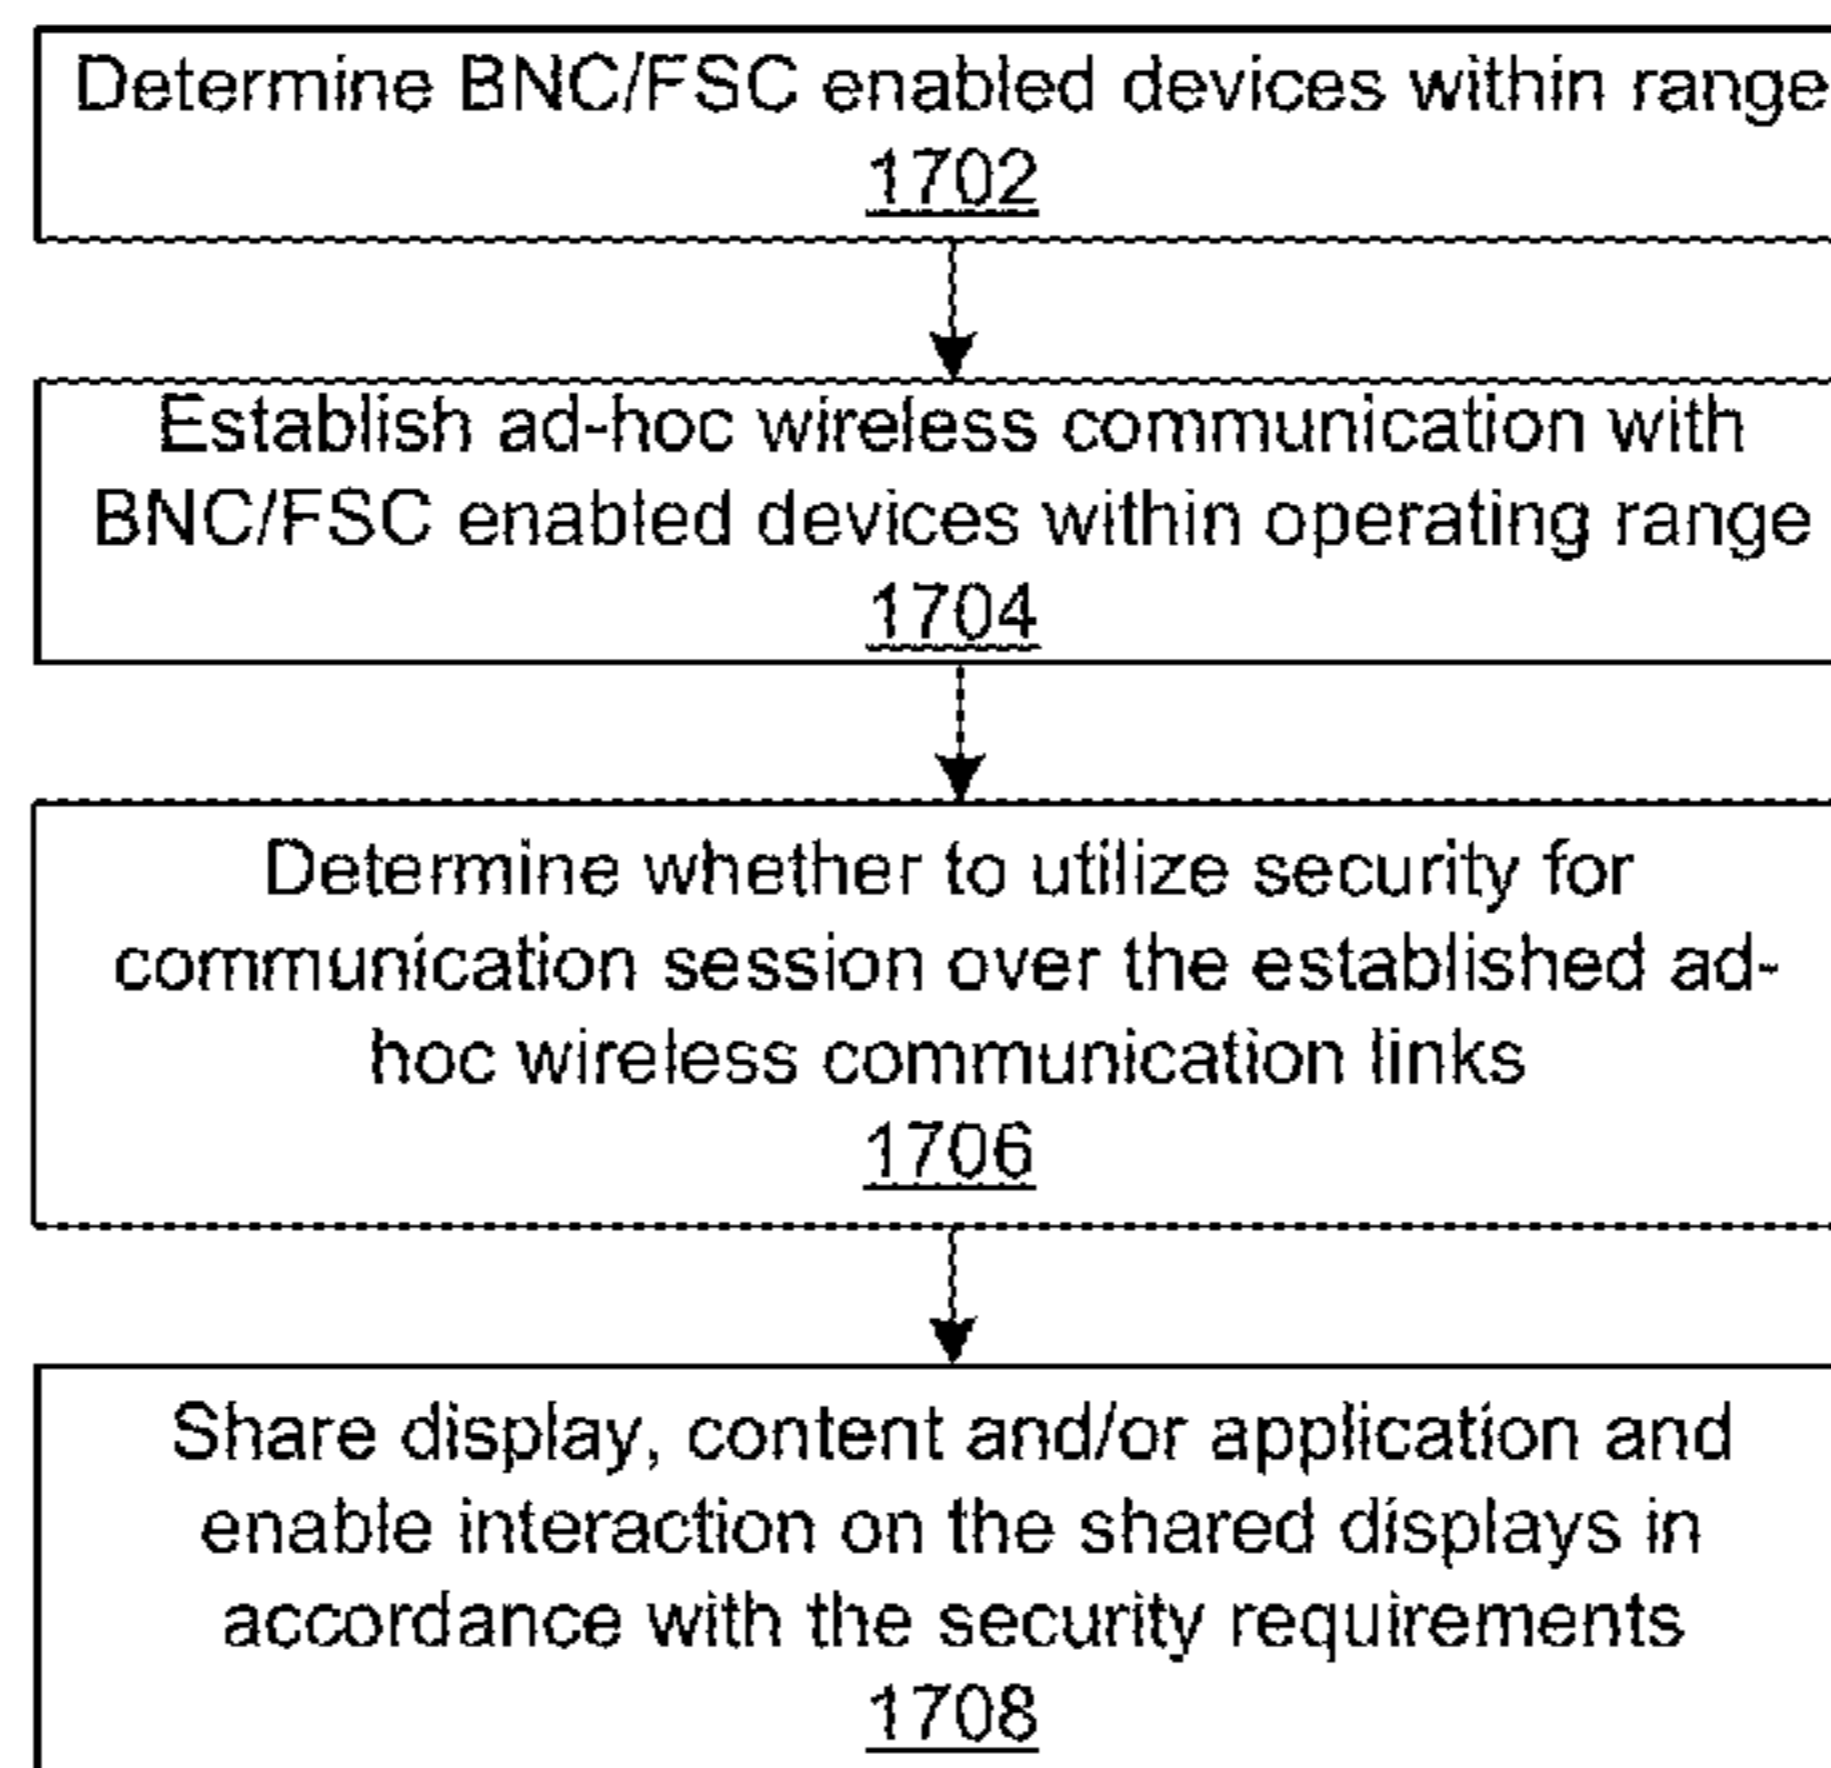 Determine BNC/FSC enabled devices within range
1702
Establish ad-hoc wireless communication with
BNC/FSC enabled devices within operating range
1704
Determine whether to utilize security for
communication session over the established ad-
hoc wireless communication links
1706
Share display, content and/or application and
enable interaction on the shared displays in
accordance with the security requirements
1708